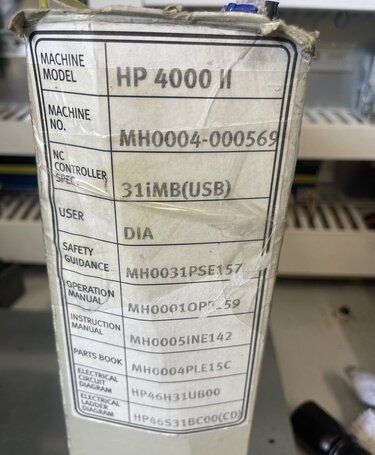 MACHINE MODEL HP 4000 II
MACHINE NO. MH0004-000569
NC CONTROLLER SPEC. 31iMB(USB)
USER DIA
SAFETY GUIDANCE MH0031PSE157
OPERATION MANUAL
INSTRUCTION MANUAL MH0005INE142
PARTS BOOK MH0004PLE15C
ELECTRICAL CIRCUIT DIAGRAM HP46H31UB00
ELECTRICAL LADDER DIAGRAM HP46S31BC00(CD)